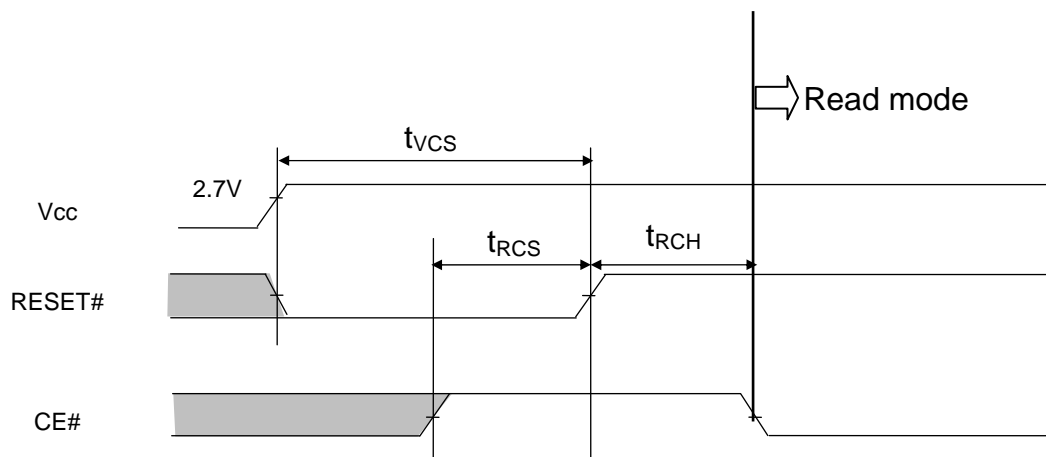 Read mode
tVCS
2.7V
Vcc
tRCS
tRCH
RESET#
CE#